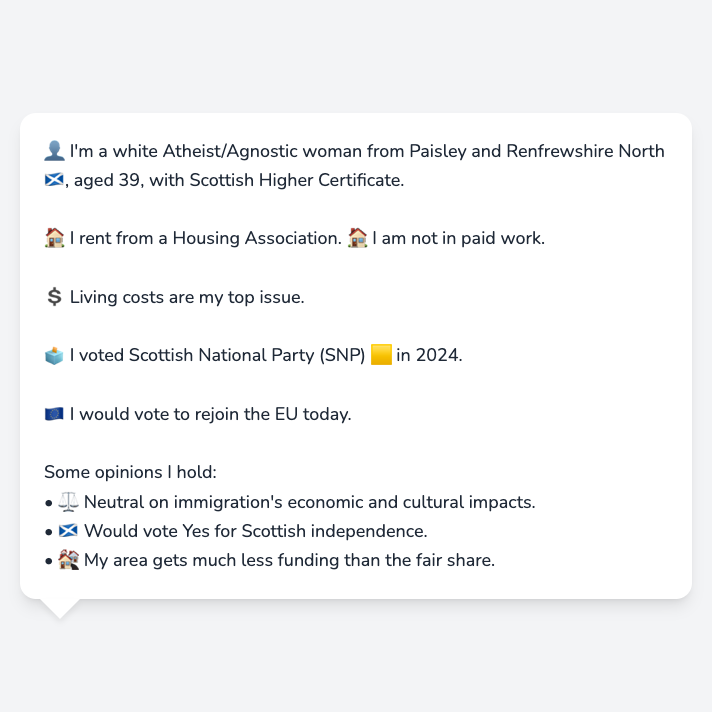 👤 I'm a white Atheist/Agnostic woman from Paisley and Renfrewshire North
🏴󠁧󠁢󠁳󠁣󠁴󠁿, aged 39, with Scottish Higher Certificate.
🏠 I rent from a Housing Association. 🏠 I am not in paid work.
💲 Living costs are my top issue.
🗳️ I voted Scottish National Party (SNP) 🟨 in 2024.
🇪🇺 I would vote to rejoin the EU today.
Some opinions I hold:
• ⚖️ Neutral on immigration's economic and cultural impacts.
• 🏴󠁧󠁢󠁳󠁣󠁴󠁿 Would vote Yes for Scottish independence.
• 🏚️ My area gets much less funding than the fair share.